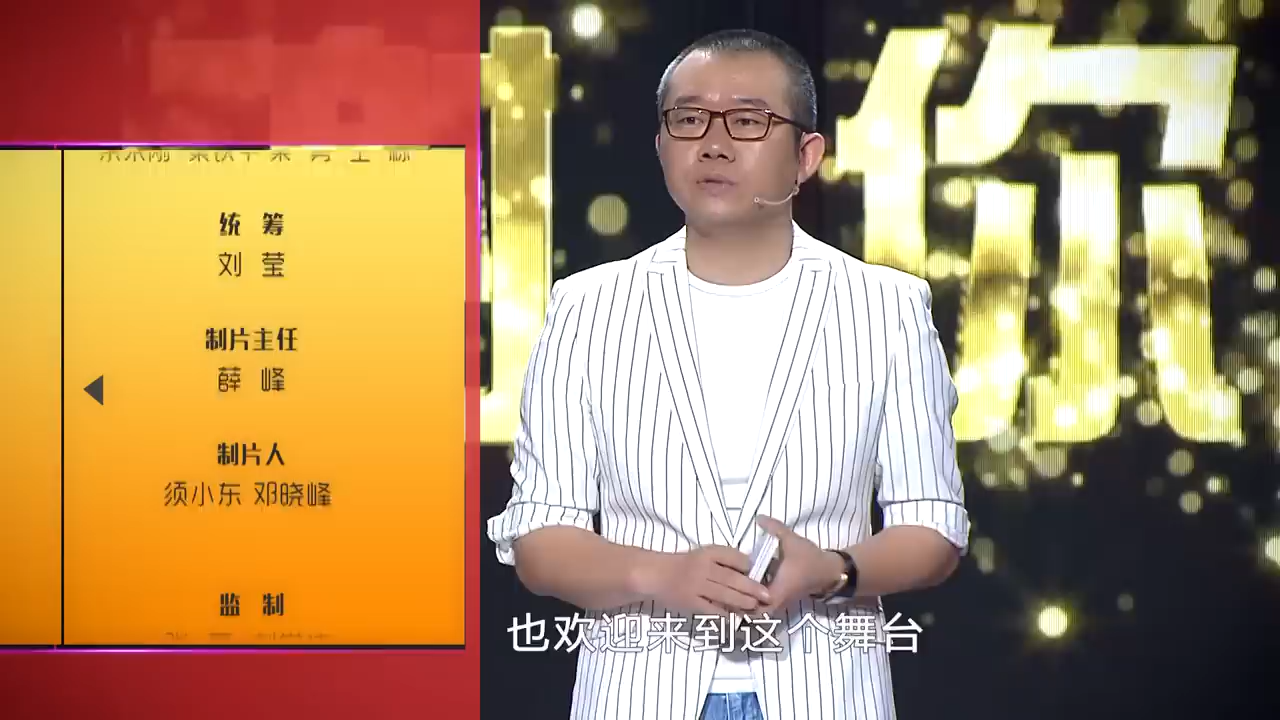 统 筹
刘 莹
制片主任
薛 峰
制片人
须小东 邓晓峰
监 制
你
也欢迎来到这个舞台